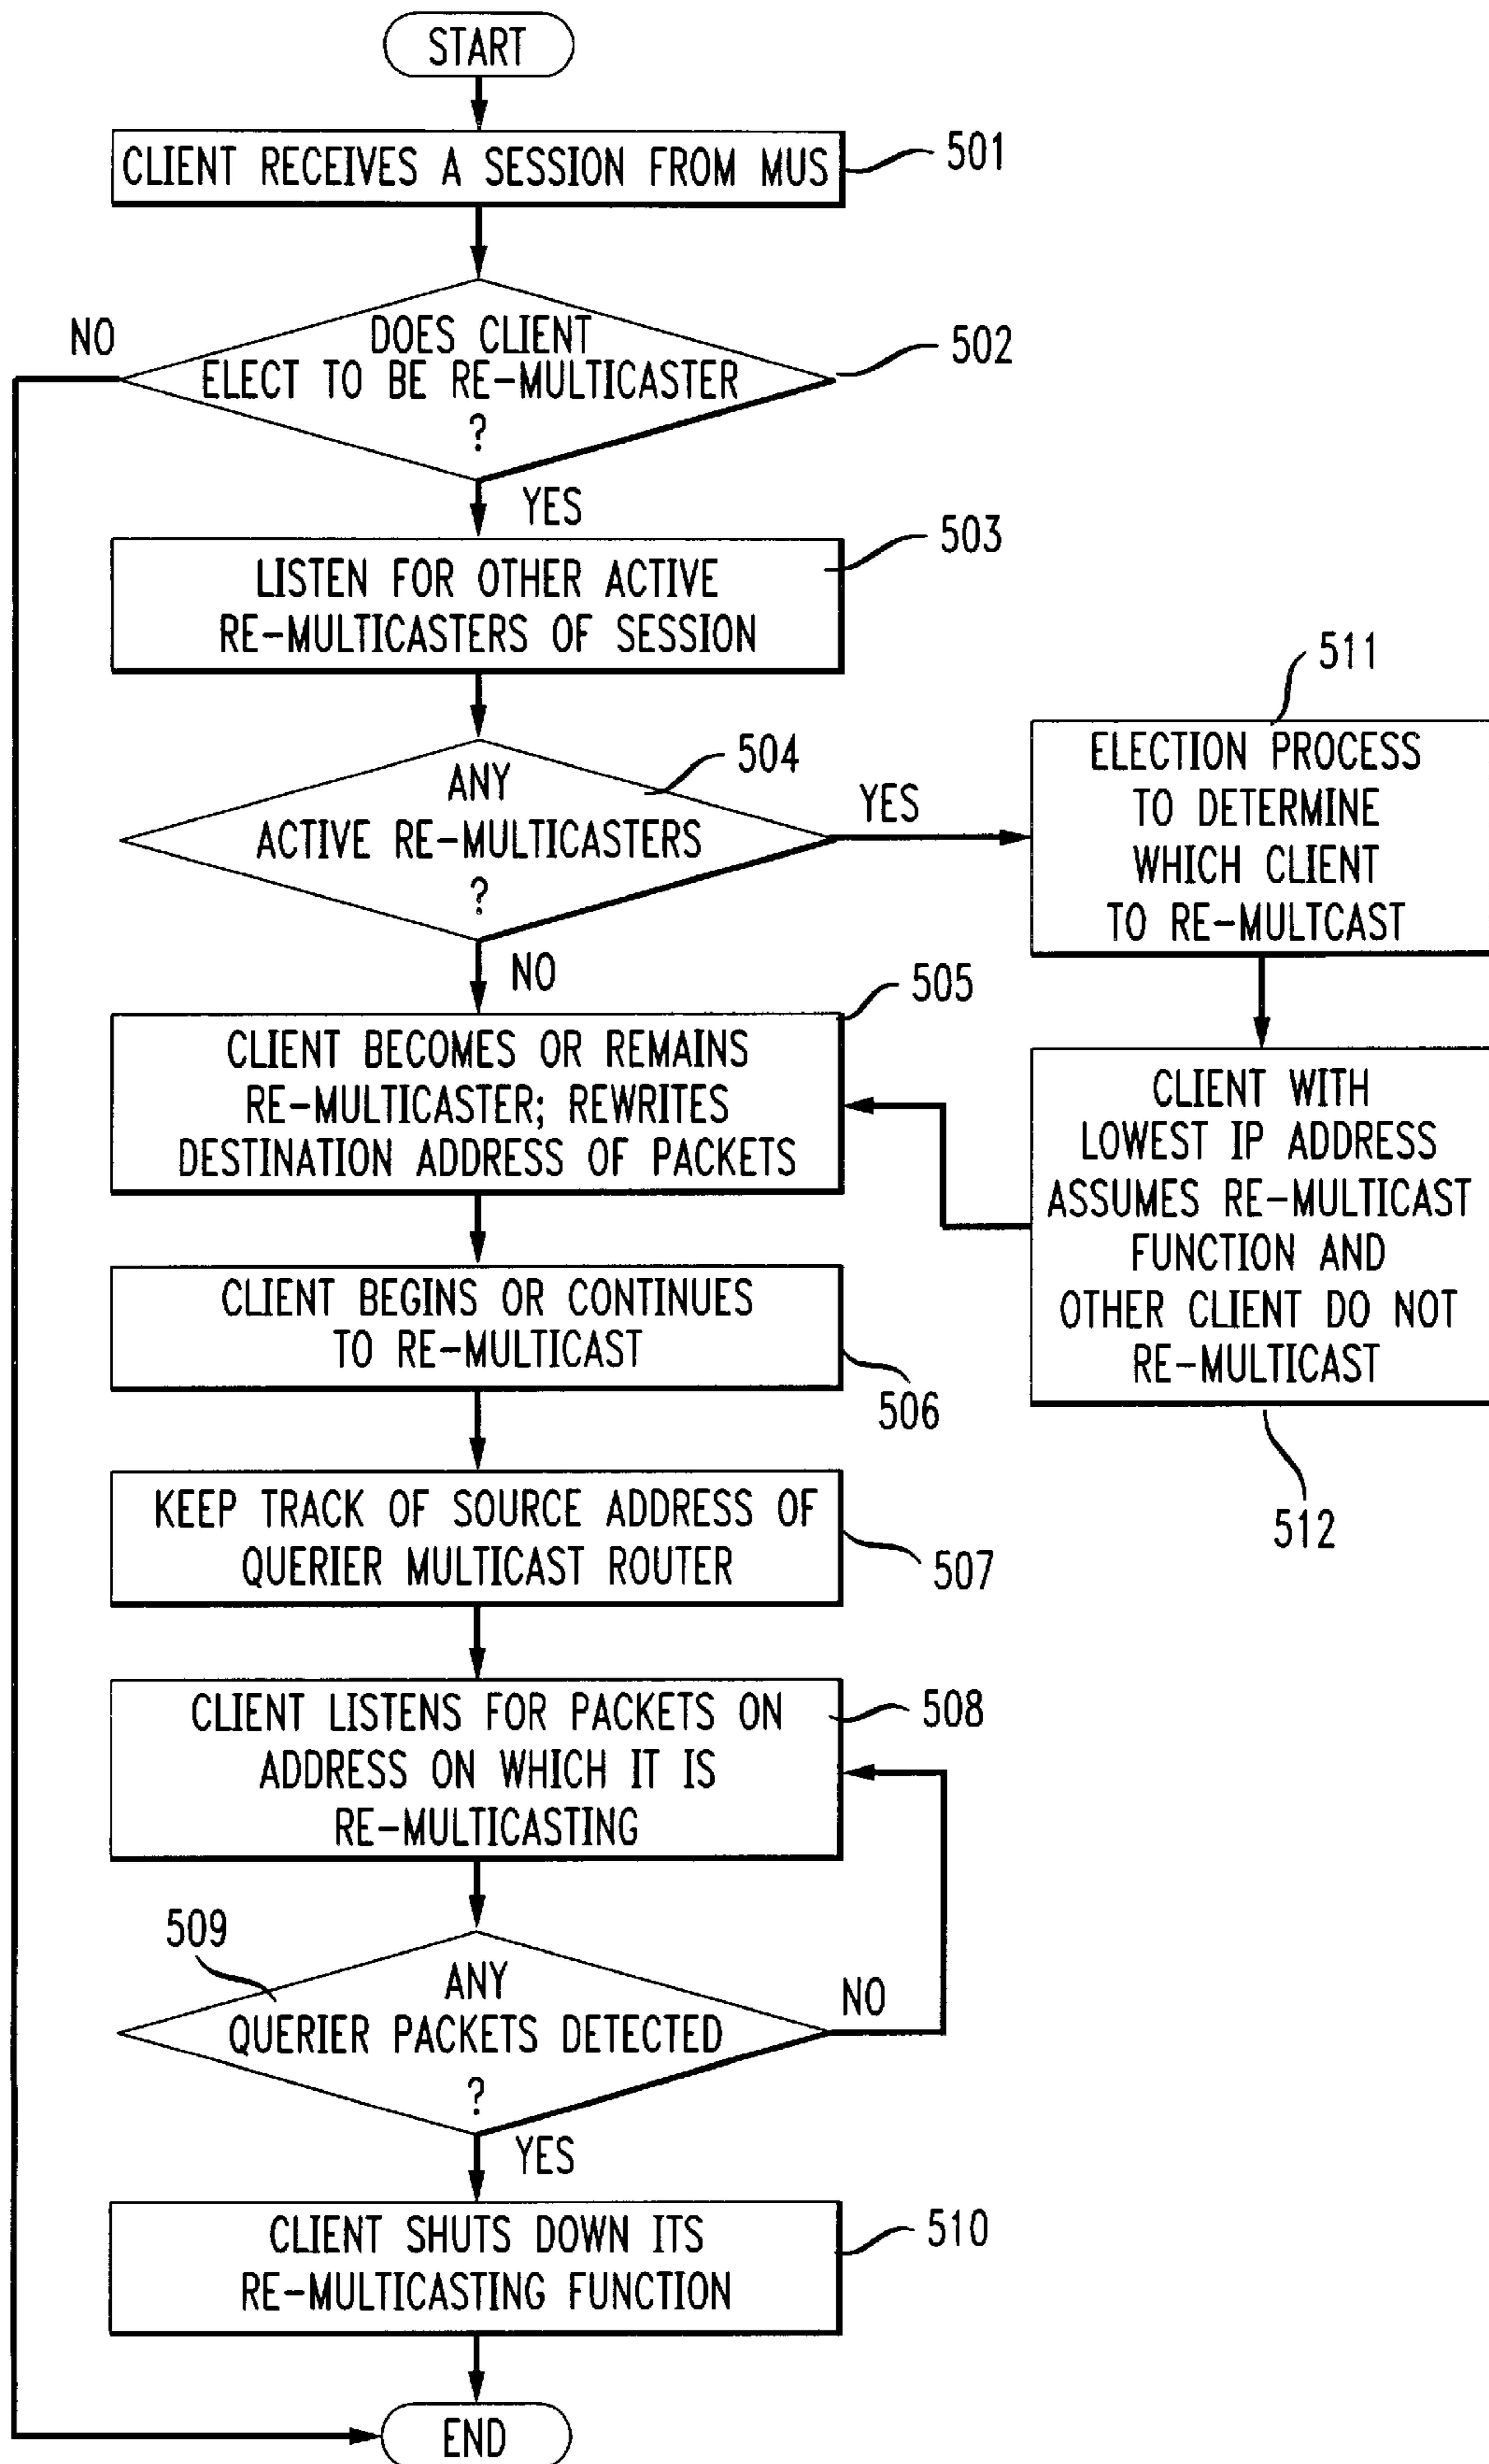 START
CLIENT RECEIVES A SESSION FROM MUS
501
DOES CLIENT
ELECT TO BE RE-MULTICASTER
?
502
NO
YES
LISTEN FOR OTHER ACTIVE
RE-MULTICASTERS OF SESSION
503
ANY
ACTIVE RE-MULTICASTERS
?
504
YES
NO
511
ELECTION PROCESS
TO DETERMINE
WHICH CLIENT
TO RE-MULTCAST
CLIENT WITH
LOWEST IP ADDRESS
ASSUMES RE-MULTICAST
FUNCTION AND
OTHER CLIENT DO NOT
RE-MULTICAST
512
505
CLIENT BECOMES OR REMAINS
RE-MULTICASTER; REWRITES
DESTINATION ADDRESS OF PACKETS
CLIENT BEGINS OR CONTINUES
TO RE-MULTICAST
506
KEEP TRACK OF SOURCE ADDRESS OF
QUERIER MULTICAST ROUTER
507
CLIENT LISTENS FOR PACKETS ON
ADDRESS ON WHICH IT IS
RE-MULTICASTING
508
509
ANY
QUERIER PACKETS DETECTED
?
NO
YES
CLIENT SHUTS DOWN ITS
RE-MULTICASTING FUNCTION
510
END